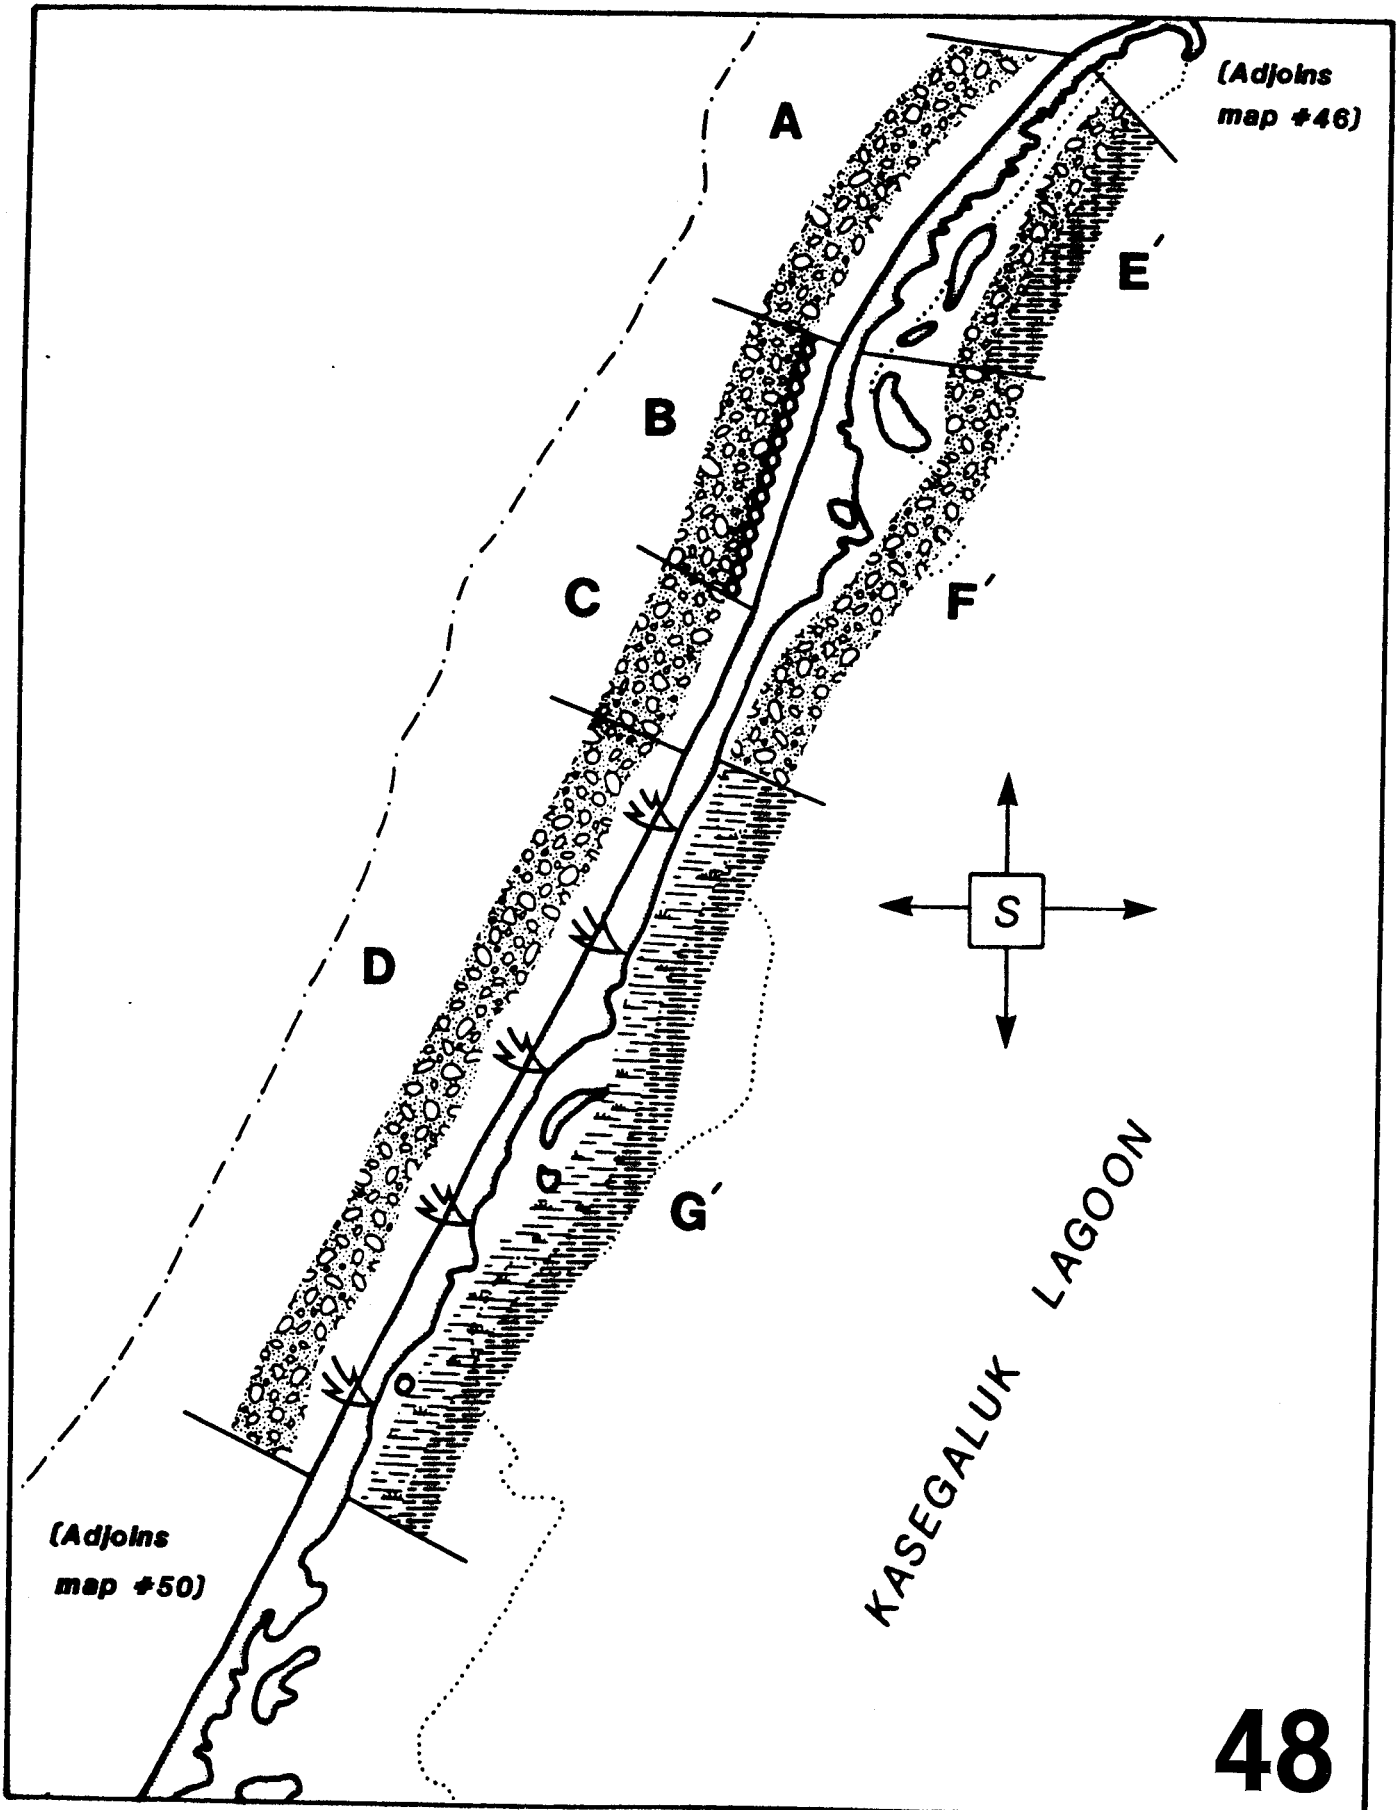 (Adjoins
map #46)
A
E′
B
C
F′
S
D
G′
KASEGALUK LAGOON
(Adjoins
map #50)
48